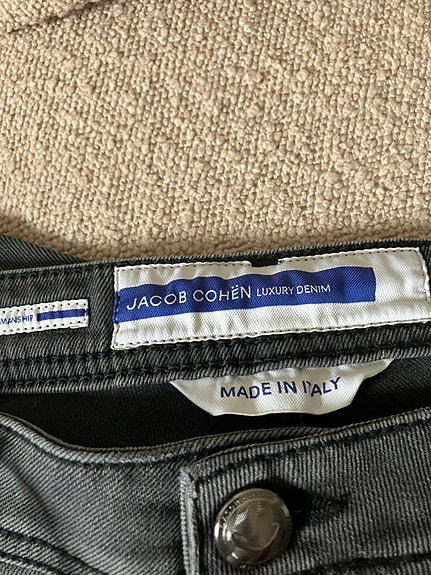 JACOB COHËN LUXURY DENIM
MADE IN ITALY